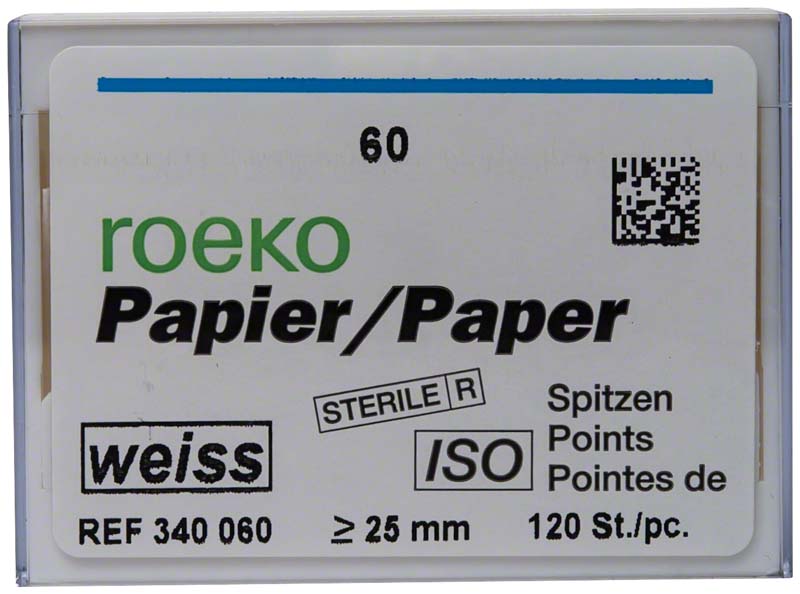 60
roeko
Papier/Paper
STERILE R
weiss
ISO
Spitzen
Points
Pointes de
REF 340 060
≥ 25 mm
120 St./pc.